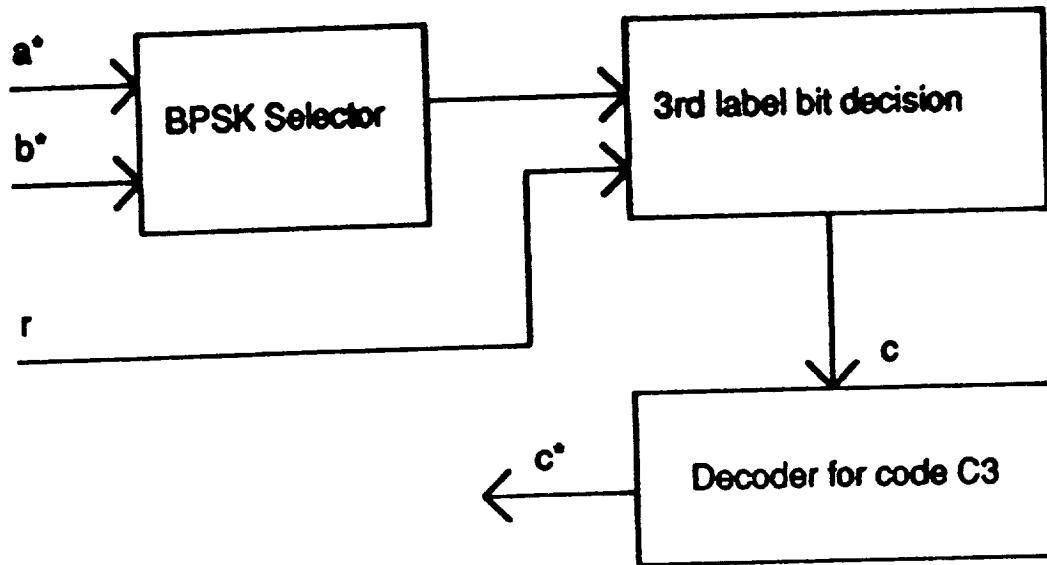 a*
BPSK Selector
3rd label bit decision
b*
r
c
c*
Decoder for code C3